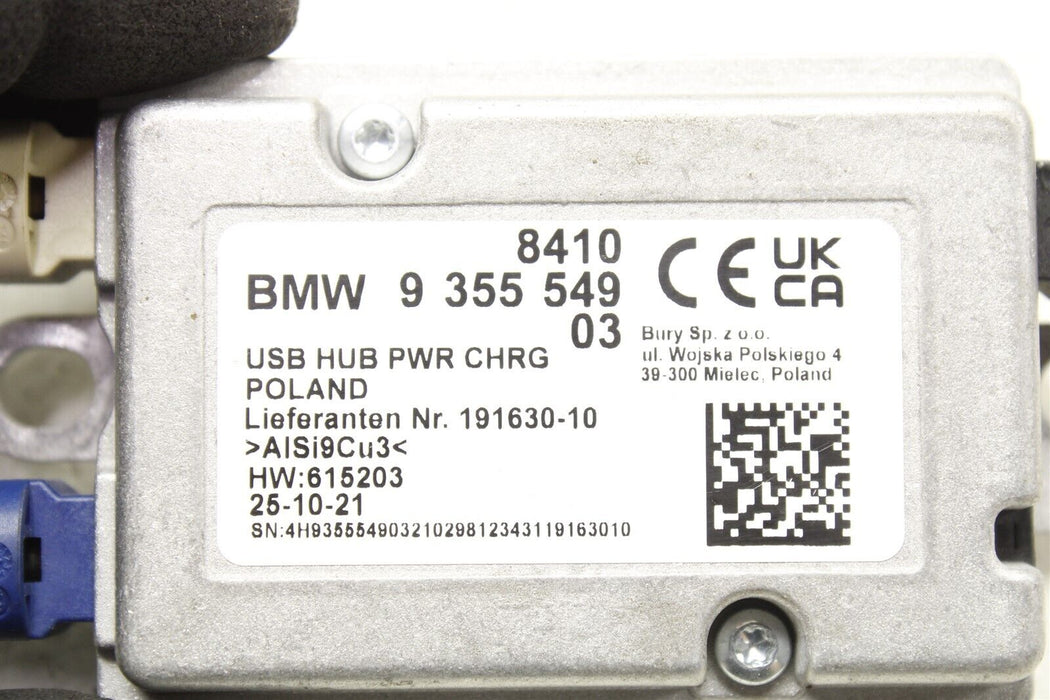 8410
BMW 9 355 549
03
CE UK CA
Bury Sp. z o.o.
ul. Wojska Polskiego 4
39-300 Mielec, Poland
USB HUB PWR CHRG
POLAND
Lieferanten Nr. 191630-10
>AlSi9Cu3<
HW:615203
25-10-21
SN:4H93555490321029812343119163010